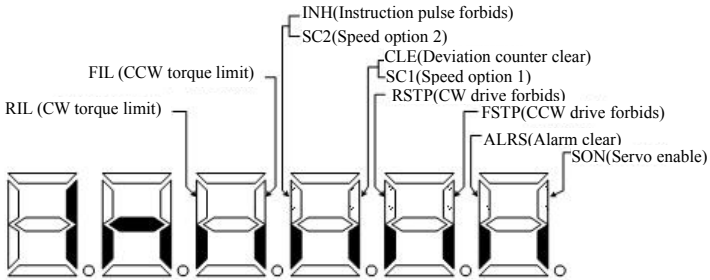 INH(Instruction pulse forbids)
SC2(Speed option 2)
CLE(Deviation counter clear)
FIL (CCW torque limit)
SC1(Speed option 1)
RSTP(CW drive forbids)
RIL (CW torque limit)
FSTP(CCW drive forbids)
ALRS(Alarm clear)
SON(Servo enable)